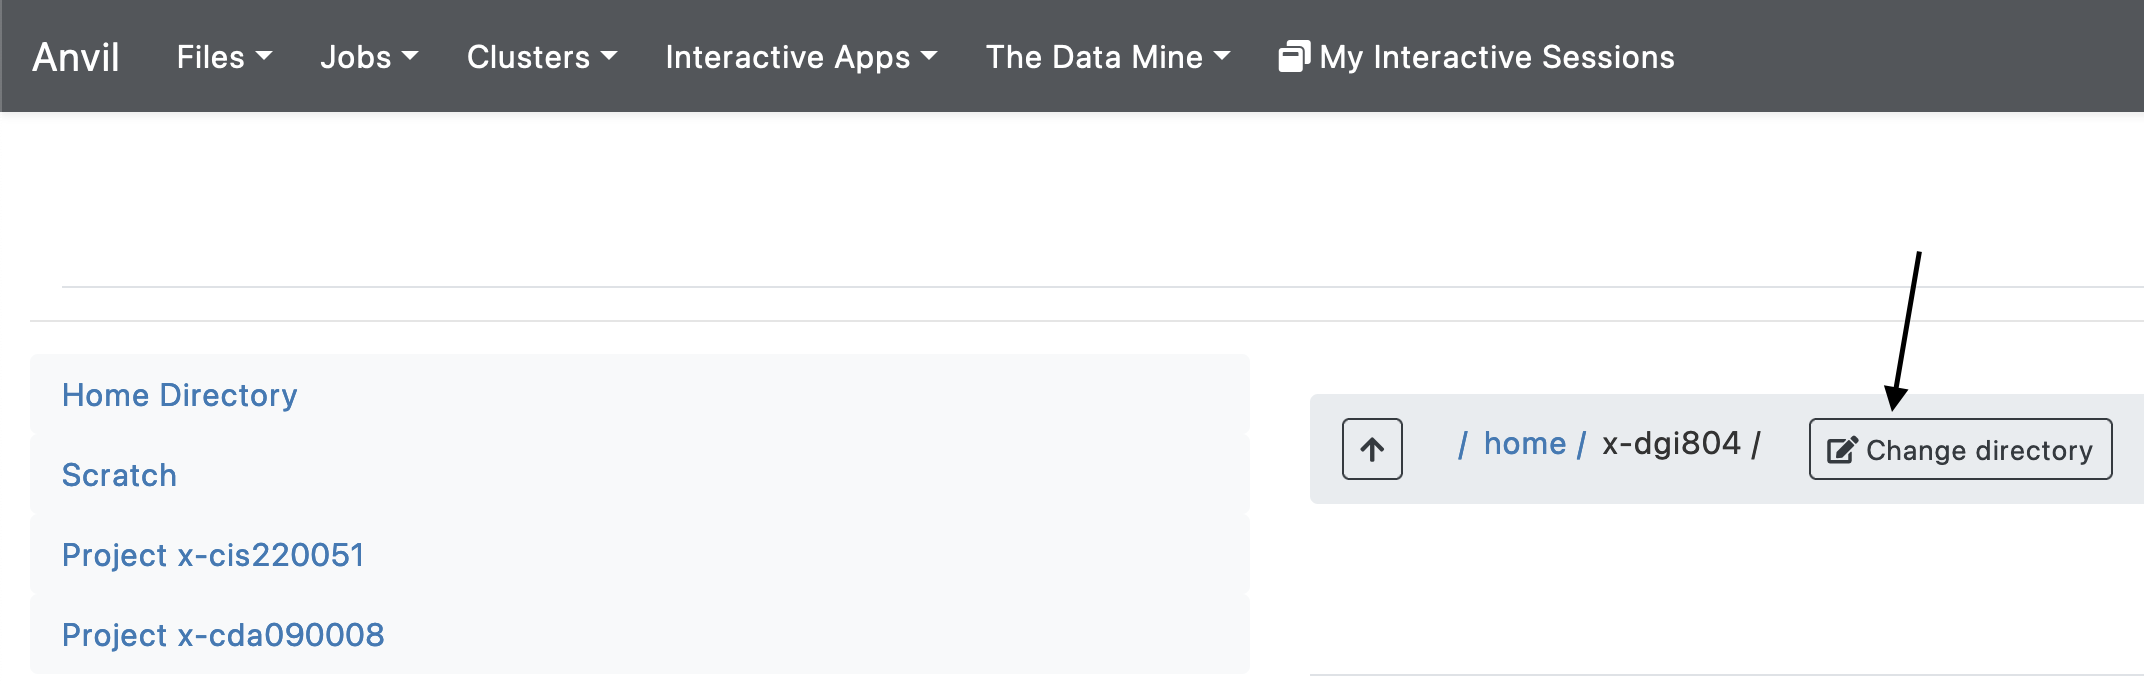 Anvil Files Jobs Clusters Interactive Apps The Data Mine My Interactive Sessions
Home Directory
Scratch
Project x-cis220051
Project x-cda090008
/ home / x-dgi804 / Change directory